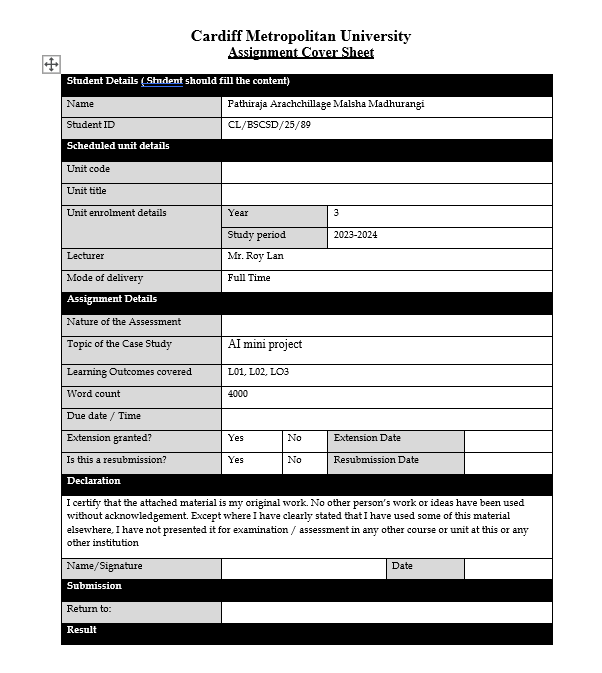 Cardiff Metropolitan University
Assignment Cover Sheet
Student Details ( Student should fill the content)
Name Pathiraja Arachchillage Malsha Madhurangi
Student ID CL/BSCSD/25/89
Scheduled unit details
Unit code
Unit title
Unit enrolment details Year 3
Study period 2023-2024
Lecturer Mr. Roy Lan
Mode of delivery Full Time
Assignment Details
Nature of the Assessment
Topic of the Case Study AI mini project
Learning Outcomes covered L01, L02, LO3
Word count 4000
Due date / Time
Extension granted? Yes No Extension Date
Is this a resubmission? Yes No Resubmission Date
Declaration
I certify that the attached material is my original work. No other person's work or ideas have been used
without acknowledgement. Except where I have clearly stated that I have used some of this material
elsewhere, I have not presented it for examination / assessment in any other course or unit at this or any
other institution
Name/Signature Date
Submission
Return to:
Result